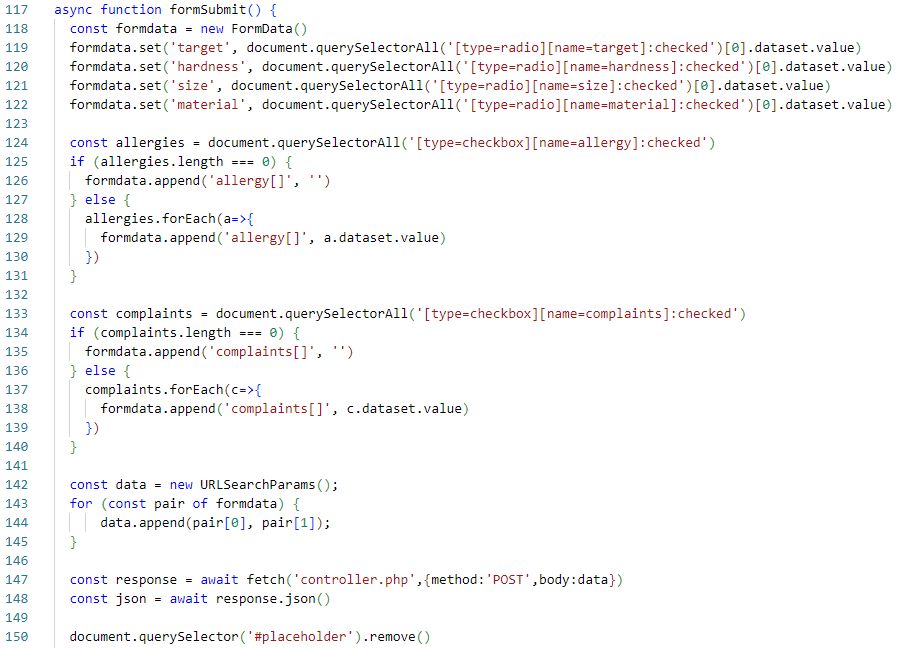 117 async function formSubmit() {
118 const formdata = new FormData()
119 formdata.set('target', document.querySelectorAll('[type=radio][name=target]:checked')[0].dataset.value)
120 formdata.set('hardness', document.querySelectorAll('[type=radio][name=hardness]:checked')[0].dataset.value)
121 formdata.set('size', document.querySelectorAll('[type=radio][name=size]:checked')[0].dataset.value)
122 formdata.set('material', document.querySelectorAll('[type=radio][name=material]:checked')[0].dataset.value)
123
124 const allergies = document.querySelectorAll('[type=checkbox][name=allergy]:checked')
125 if (allergies.length === 0) {
126 formdata.append('allergy[]', '')
127 } else {
128 allergies.forEach(a=>{
129 formdata.append('allergy[]', a.dataset.value)
130 })
131 }
132
133 const complaints = document.querySelectorAll('[type=checkbox][name=complaints]:checked')
134 if (complaints.length === 0) {
135 formdata.append('complaints[]', '')
136 } else {
137 complaints.forEach(c=>{
138 formdata.append('complaints[]', c.dataset.value)
139 })
140 }
141
142 const data = new URLSearchParams();
143 for (const pair of formdata) {
144 data.append(pair[0], pair[1]);
145 }
146
147 const response = await fetch('controller.php',{method:'POST',body:data})
148 const json = await response.json()
149
150 document.querySelector('#placeholder').remove()